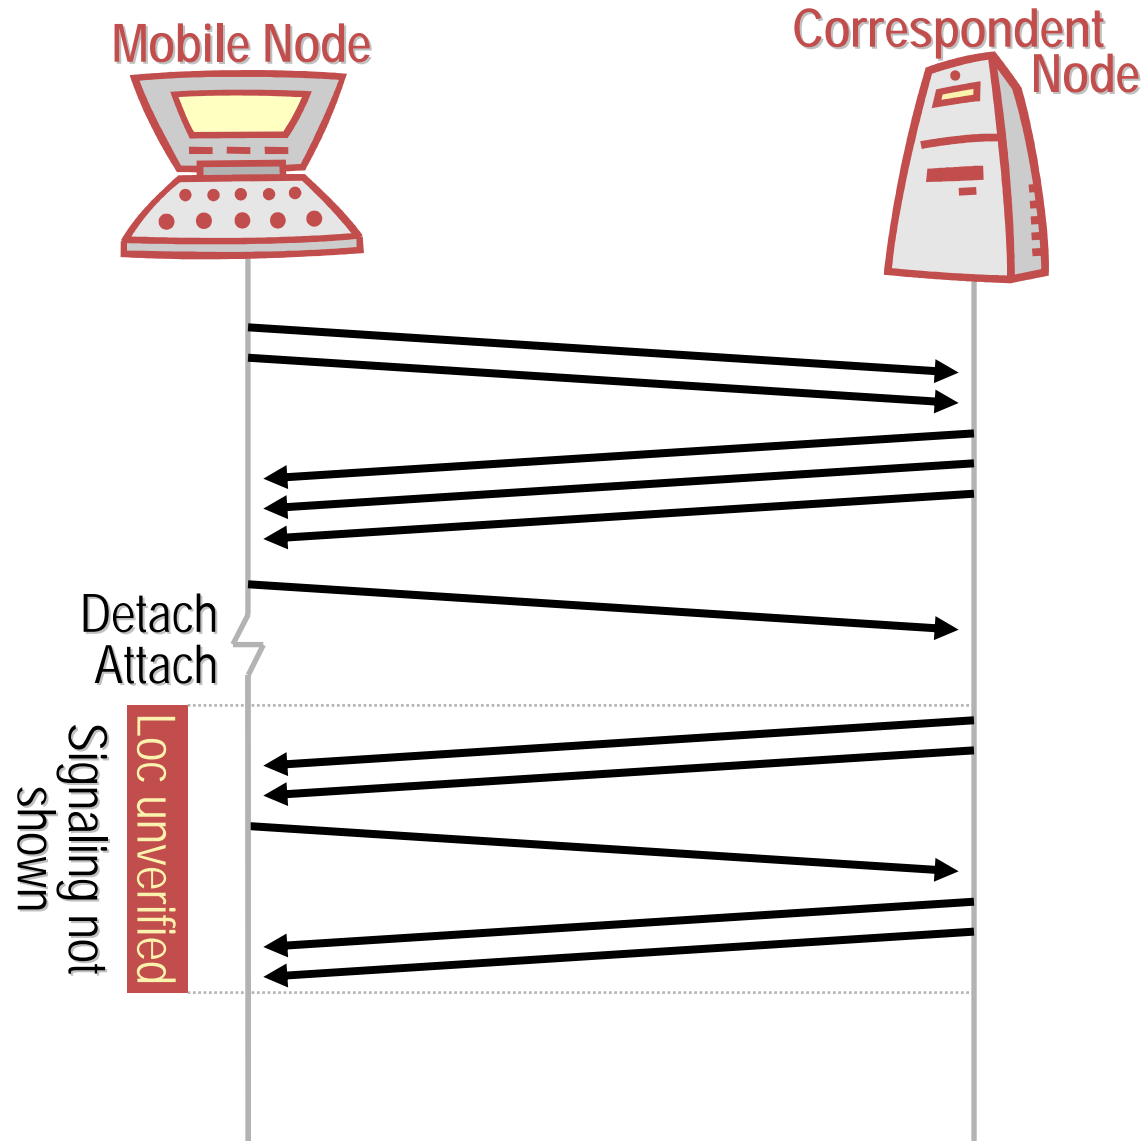 Mobile Node
Correspondent
Node
Detach
Attach
Loc unverified
Signaling not
shown